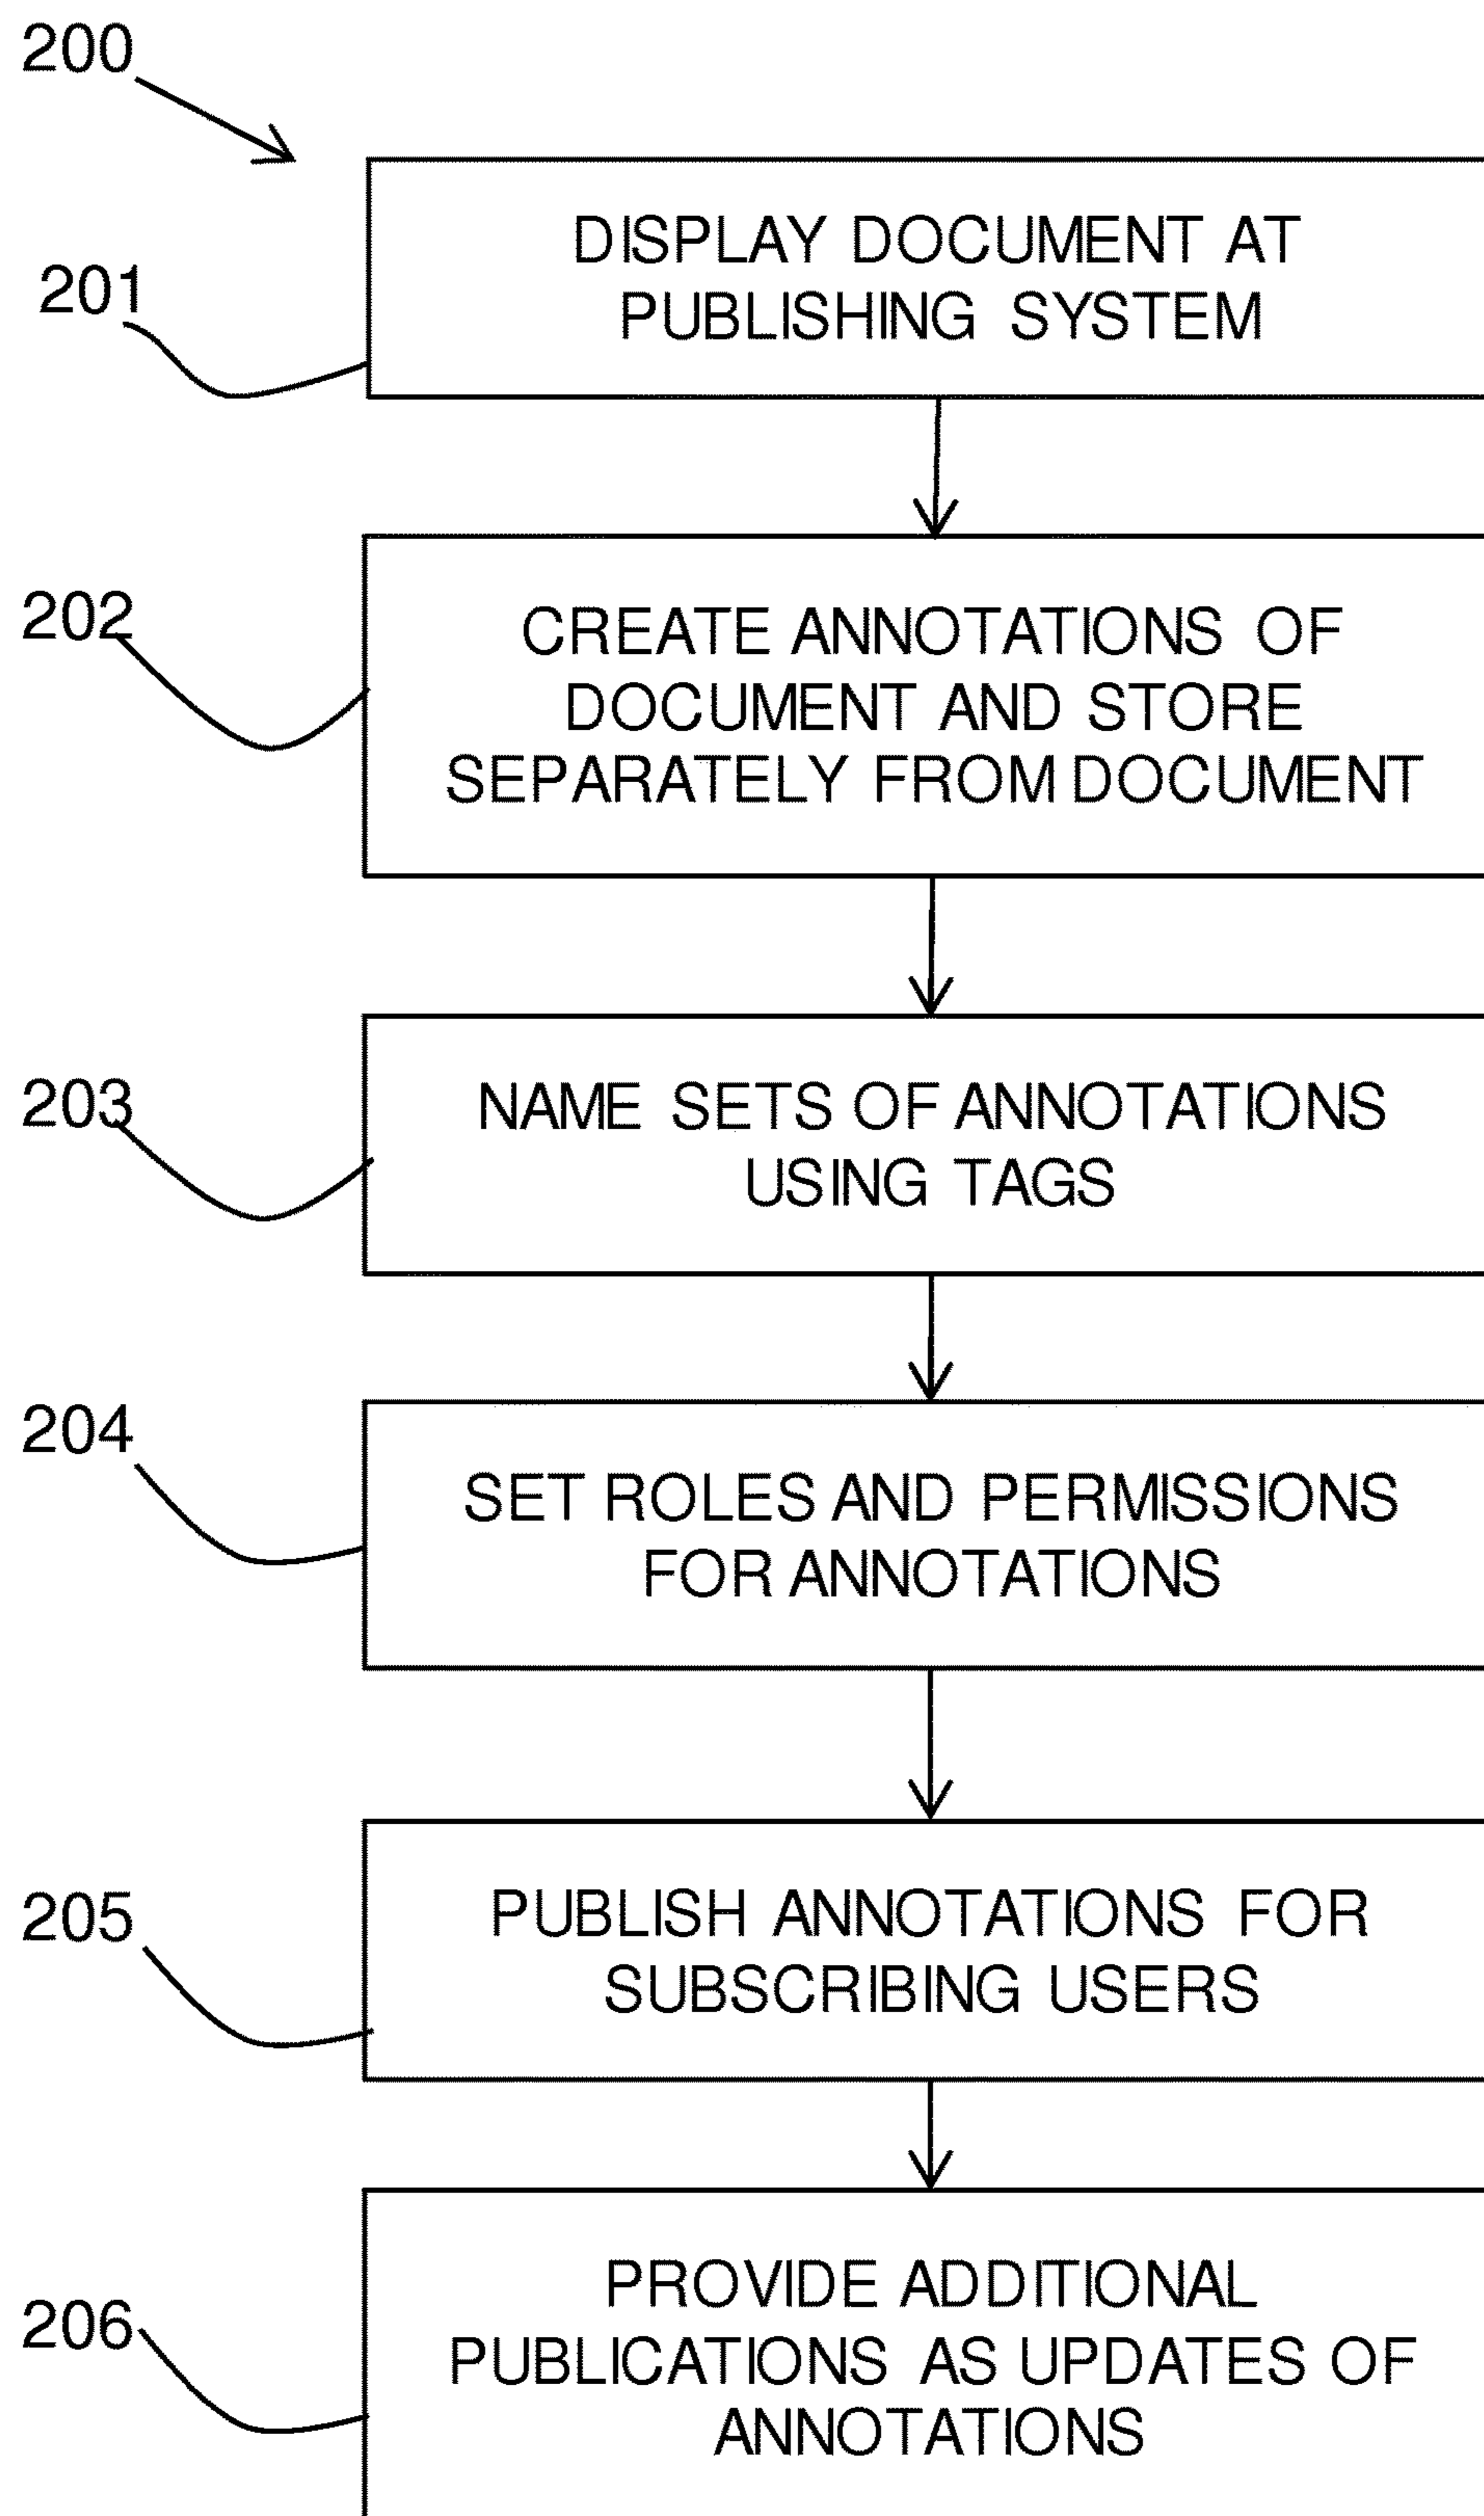 200
201
DISPLAY DOCUMENT AT
PUBLISHING SYSTEM
202
CREATE ANNOTATIONS OF
DOCUMENT AND STORE
SEPARATELY FROM DOCUMENT
203
NAME SETS OF ANNOTATIONS
USING TAGS
204
SET ROLES AND PERMISSIONS
FOR ANNOTATIONS
205
PUBLISH ANNOTATIONS FOR
SUBSCRIBING USERS
206
PROVIDE ADDITIONAL
PUBLICATIONS AS UPDATES OF
ANNOTATIONS